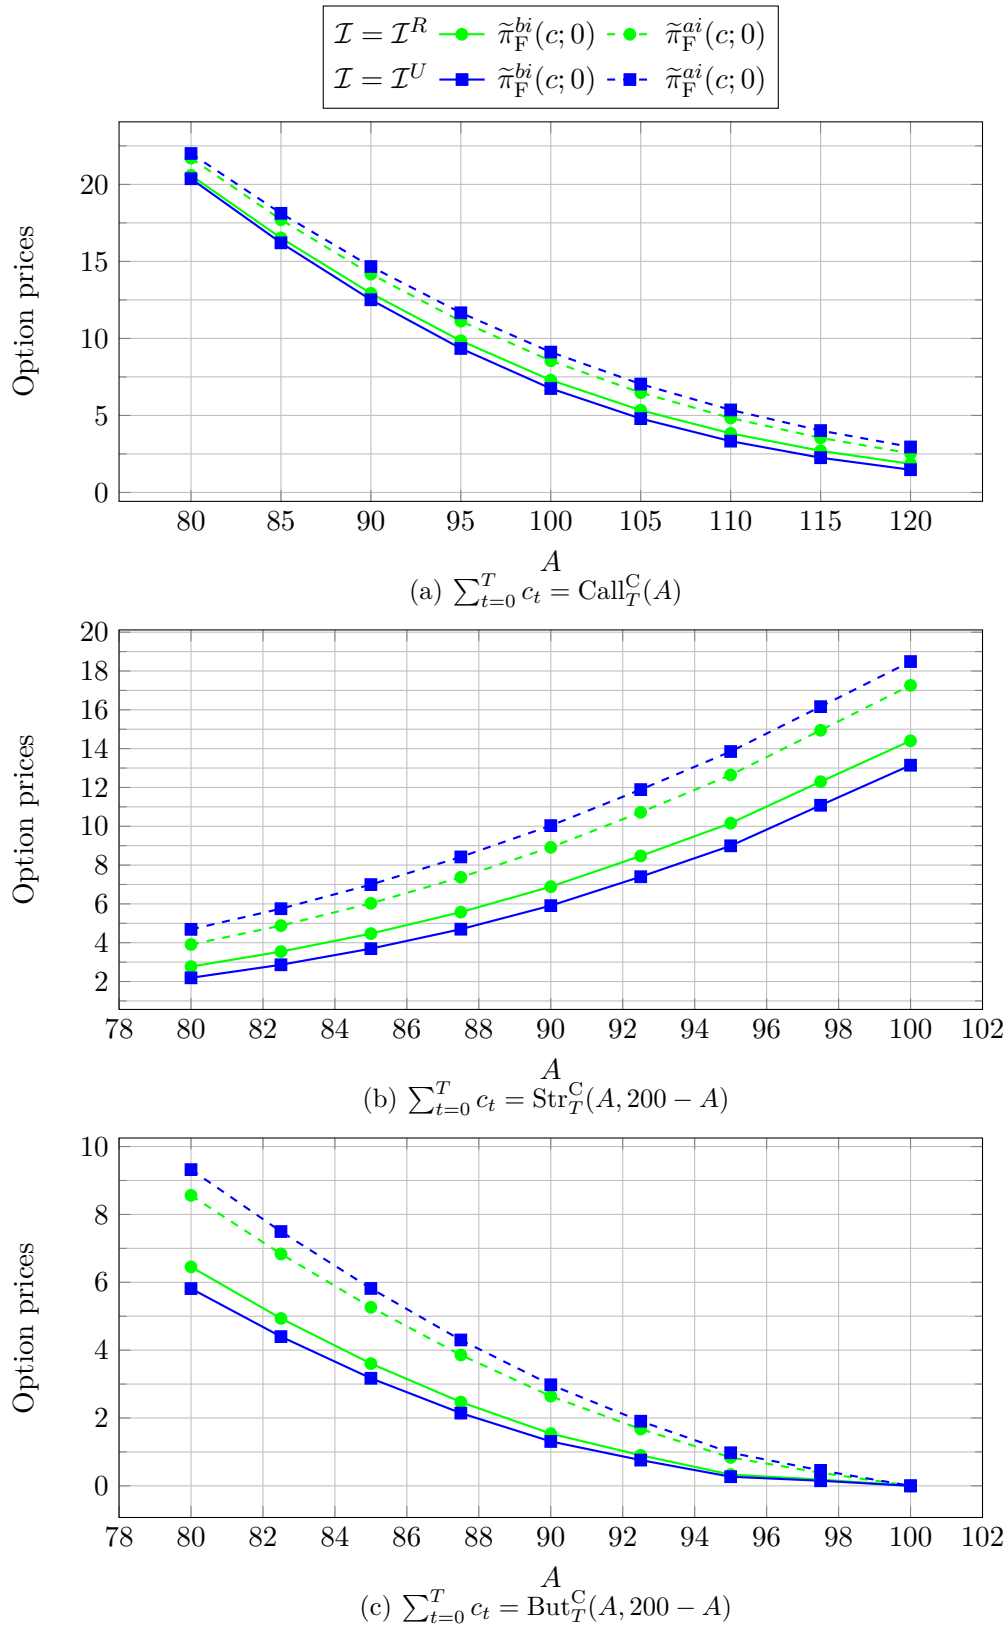 𝓘 = 𝓘^R π̃_F^{bi}(c; 0) π̃_F^{ai}(c; 0)
𝓘 = 𝓘^U π̃_F^{bi}(c; 0) π̃_F^{ai}(c; 0)
Option prices
20
15
10
5
0
80 85 90 95 100 105 110 115 120
A
(a) ∑_{t=0}^{T} c_t = Call_T^C(A)
Option prices
20
18
16
14
12
10
8
6
4
2
78 80 82 84 86 88 90 92 94 96 98 100 102
A
(b) ∑_{t=0}^{T} c_t = Str_T^C(A, 200 − A)
Option prices
10
8
6
4
2
0
78 80 82 84 86 88 90 92 94 96 98 100 102
A
(c) ∑_{t=0}^{T} c_t = But_T^C(A, 200 − A)